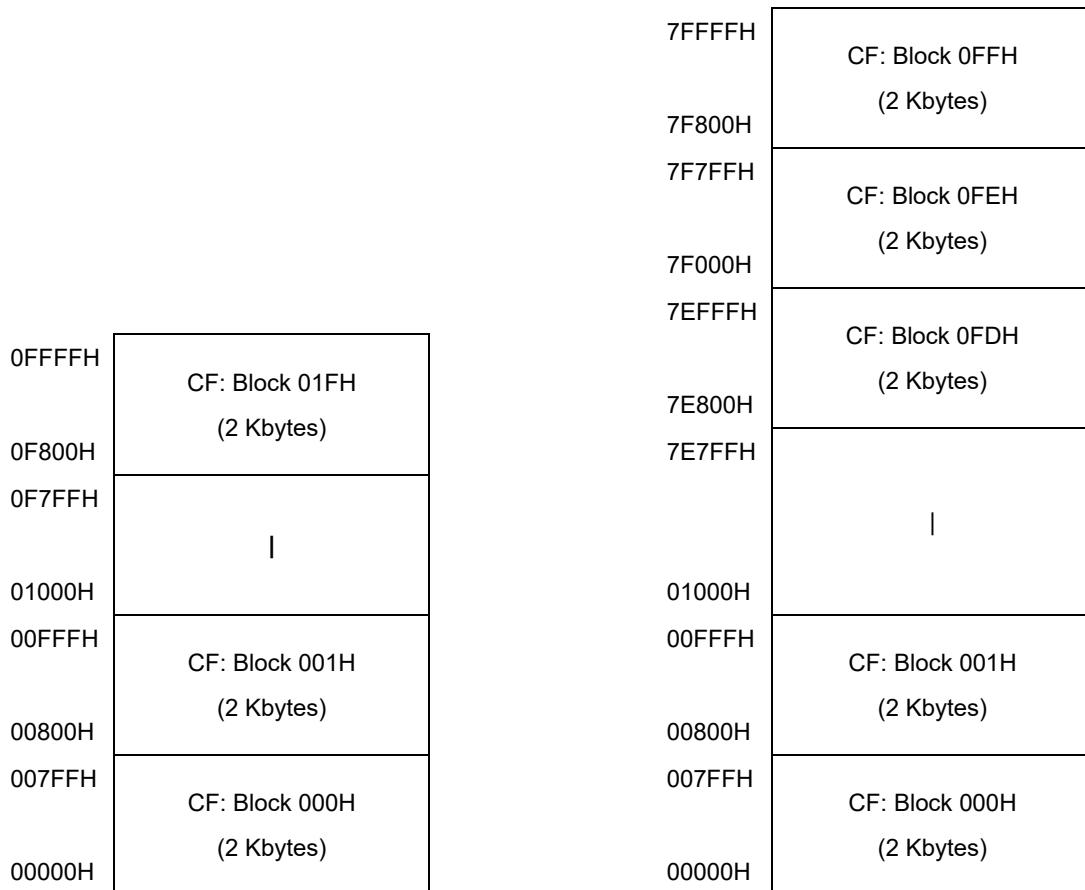 0FFFFH
CF: Block 01FH
(2 Kbytes)
0F800H
0F7FFH
|
01000H
00FFFH
CF: Block 001H
(2 Kbytes)
00800H
007FFH
CF: Block 000H
(2 Kbytes)
00000H
7FFFFH
CF: Block 0FFH
(2 Kbytes)
7F800H
7F7FFH
CF: Block 0FEH
(2 Kbytes)
7F000H
7EFFFH
CF: Block 0FDH
(2 Kbytes)
7E800H
7E7FFH
|
01000H
00FFFH
CF: Block 001H
(2 Kbytes)
00800H
007FFH
CF: Block 000H
(2 Kbytes)
00000H